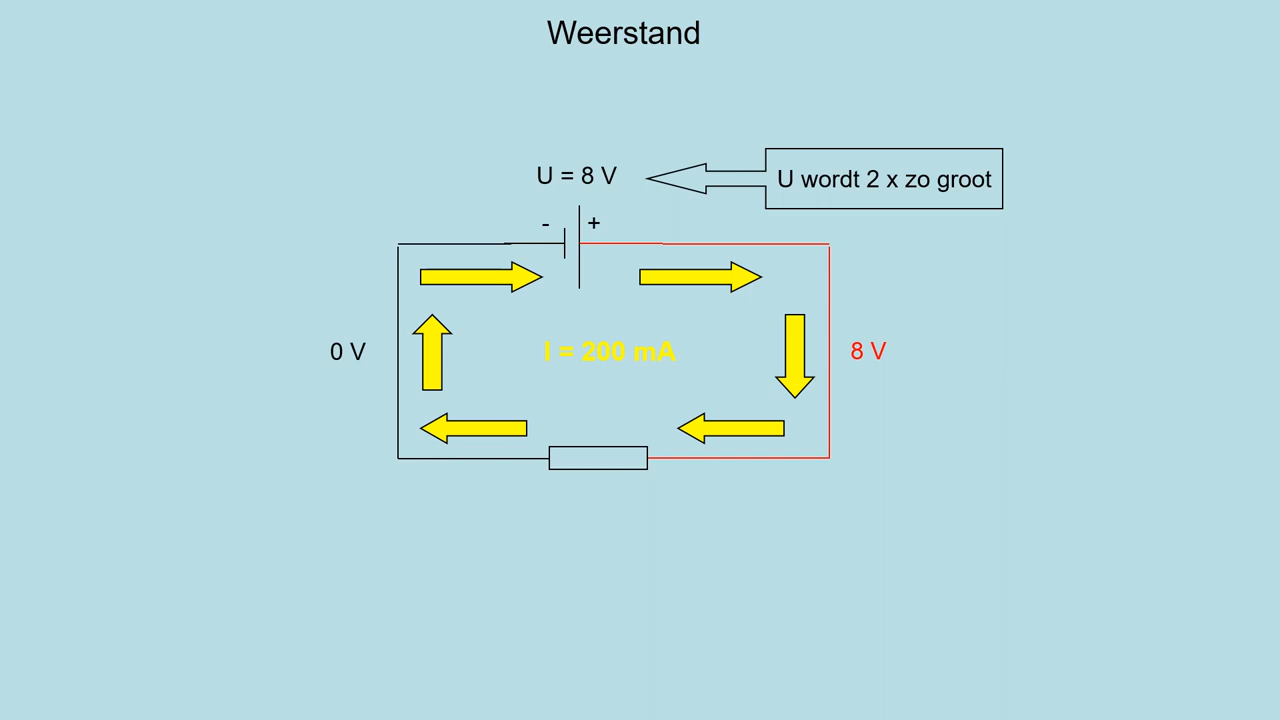 Weerstand
U = 8 V
U wordt 2 x zo groot
- +
0 V
I = 200 mA
8 V